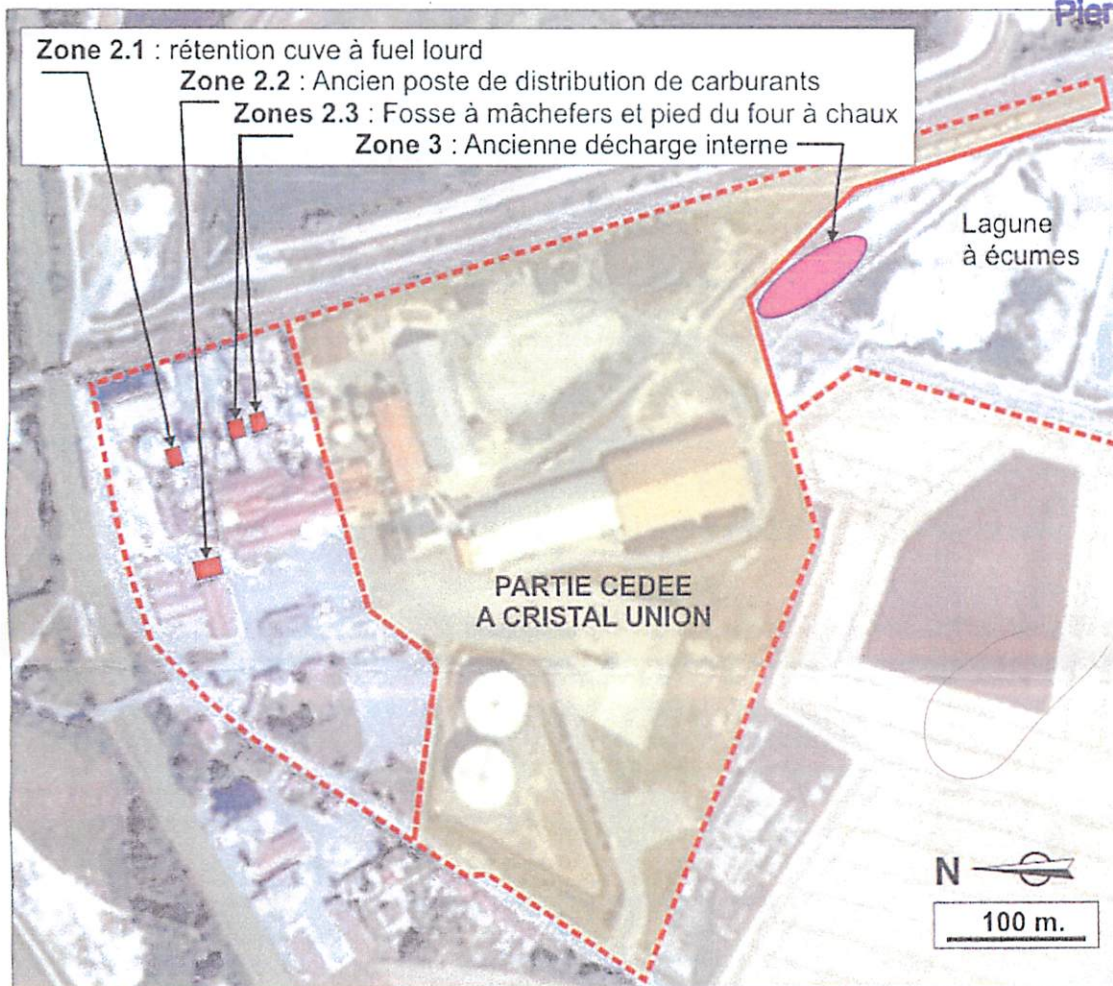 Zone 2.1 : rétention cuve à fuel lourd
Zone 2.2 : Ancien poste de distribution de carburants
Zones 2.3 : Fosse à mâchefers et pied du four à chaux
Zone 3 : Ancienne décharge interne
Lagune
à écumes
PARTIE CEDEE
A CRISTAL UNION
N
100 m.